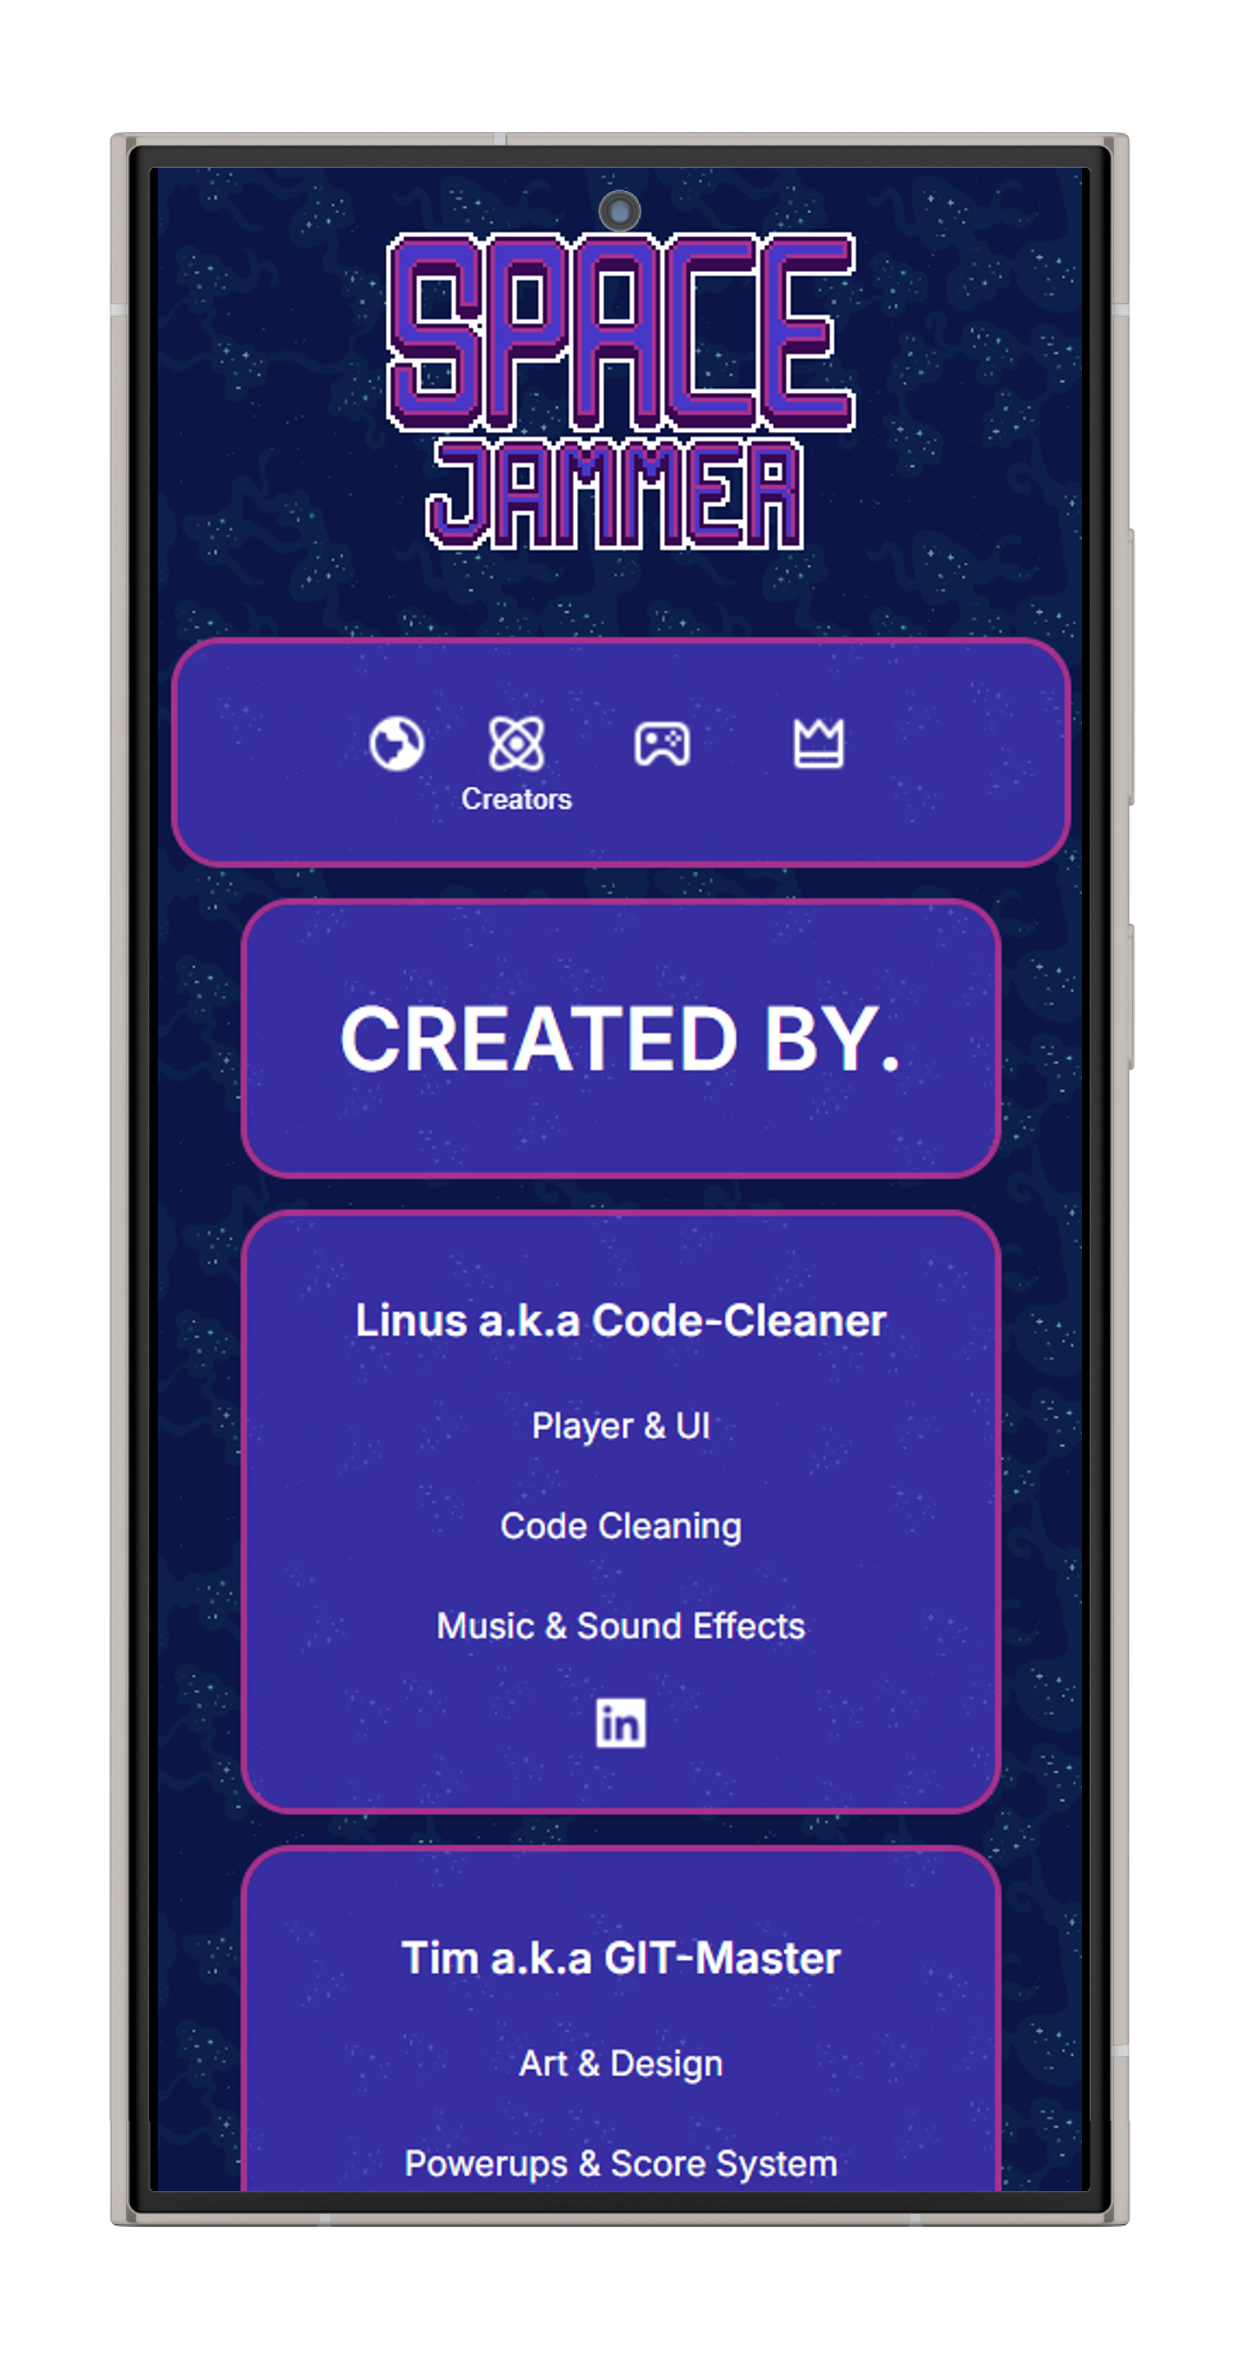 SPACE
JAMMER
Creators
CREATED BY.
Linus a.k.a Code-Cleaner
Player & UI
Code Cleaning
Music & Sound Effects
in
Tim a.k.a GIT-Master
Art & Design
Powerups & Score System